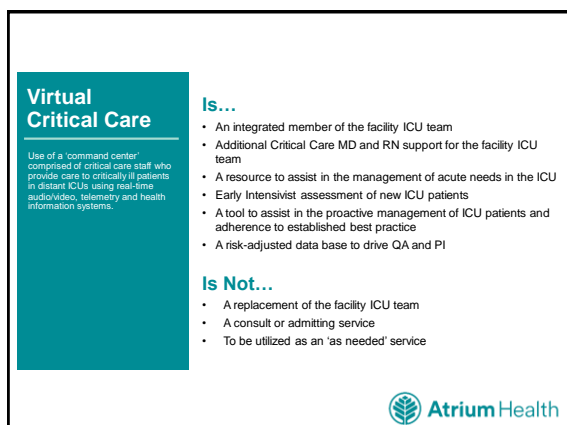 Virtual
Critical Care
Use of a 'command center'
comprised of critical care staff who
provide care to critically ill patients
in distant ICUs using real-time
audio/video, telemetry and health
information systems.
Is…
• An integrated member of the facility ICU team
• Additional Critical Care MD and RN support for the facility ICU
team
• A resource to assist in the management of acute needs in the ICU
• Early Intensivist assessment of new ICU patients
• A tool to assist in the proactive management of ICU patients and
adherence to established best practice
• A risk-adjusted data base to drive QA and PI
Is Not…
• A replacement of the facility ICU team
• A consult or admitting service
• To be utilized as an 'as needed' service
Atrium Health